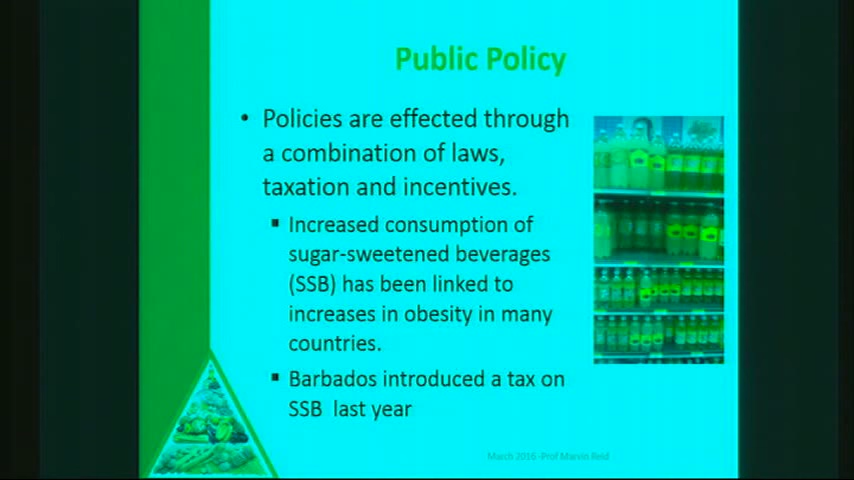 Public Policy
• Policies are effected through
a combination of laws,
taxation and incentives.
▪ Increased consumption of
sugar-sweetened beverages
(SSB) has been linked to
increases in obesity in many
countries.
▪ Barbados introduced a tax on
SSB last year
March 2016 -Prof Marvin Reid